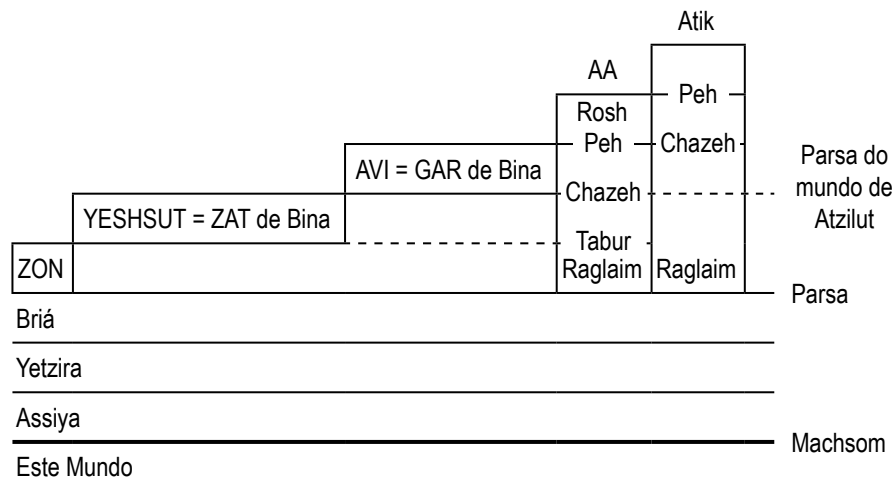 Atik
AA
Peh
Rosh
Peh
Chazeh
Parsa do
mundo de
Atzilut
AVI = GAR de Bina
Chazeh
YESHSUT = ZAT de Bina
Tabur
ZON
Raglaim
Raglaim
Parsa
Briá
Yetzira
Assiya
Machsom
Este Mundo